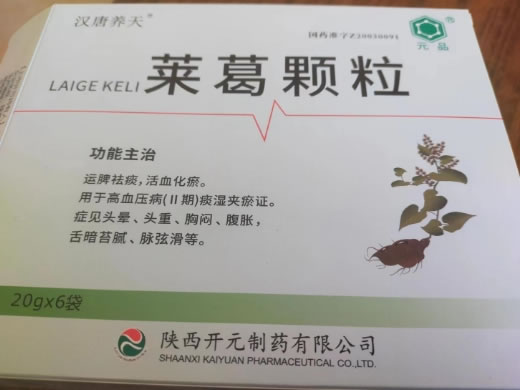 汉唐养天®
国药准字Z20030091
®
元品
LAIGE KELI 莱葛颗粒
功能主治
运脾祛痰,活血化瘀。
用于高血压病(II期)痰湿夹瘀证。
症见头晕、头重、胸闷、腹胀,
舌暗苔腻、脉弦滑等。
20gx6袋
陕西开元制药有限公司
SHAANXI KAIYUAN PHARMACEUTICAL CO.,LTD.